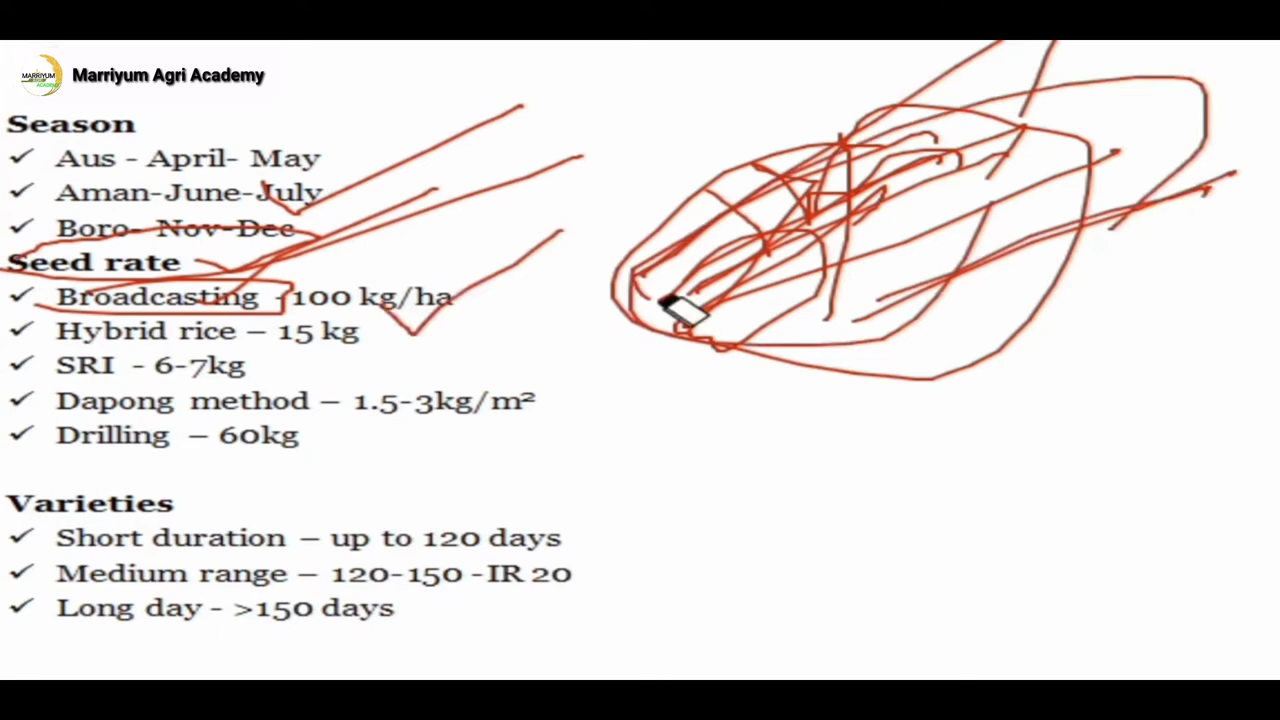 MARRIYUM
Marriyum Agri Academy
Season
✓ Aus - April- May
✓ Aman-June-July
✓ Boro- Nov-Dec
Seed rate
✓ Broadcasting -100 kg/ha
✓ Hybrid rice – 15 kg
✓ SRI - 6-7kg
✓ Dapong method – 1.5-3kg/m²
✓ Drilling – 60kg
Varieties
✓ Short duration – up to 120 days
✓ Medium range – 120-150 -IR 20
✓ Long day - >150 days